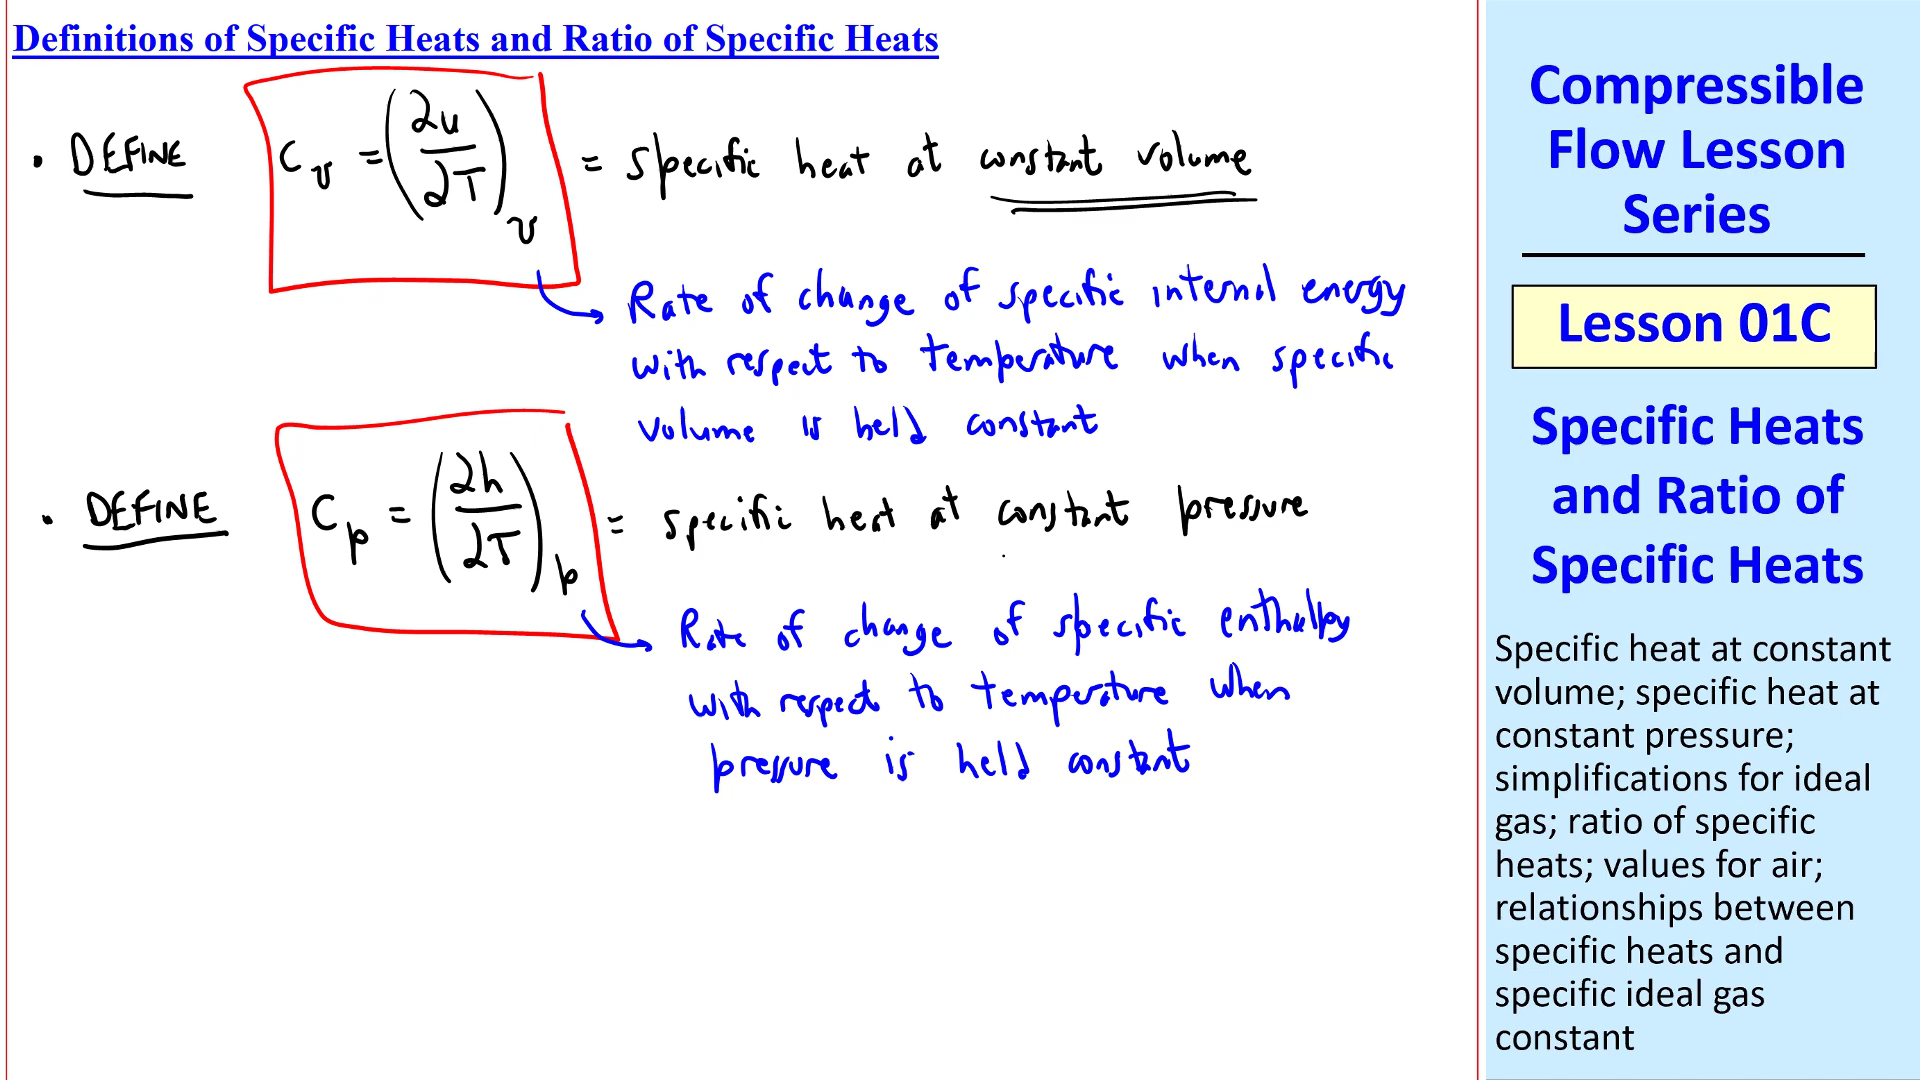 Definitions of Specific Heats and Ratio of Specific Heats
• DEFINE C_v = (∂u/∂T)_v = specific heat at constant volume
Rate of change of specific internal energy
with respect to temperature when specific
volume is held constant
• DEFINE C_p = (∂h/∂T)_p = specific heat at constant pressure
Rate of change of specific enthalpy
with respect to temperature when
pressure is held constant
Compressible
Flow Lesson
Series
Lesson 01C
Specific Heats
and Ratio of
Specific Heats
Specific heat at constant
volume; specific heat at
constant pressure;
simplifications for ideal
gas; ratio of specific
heats; values for air;
relationships between
specific heats and
specific ideal gas
constant